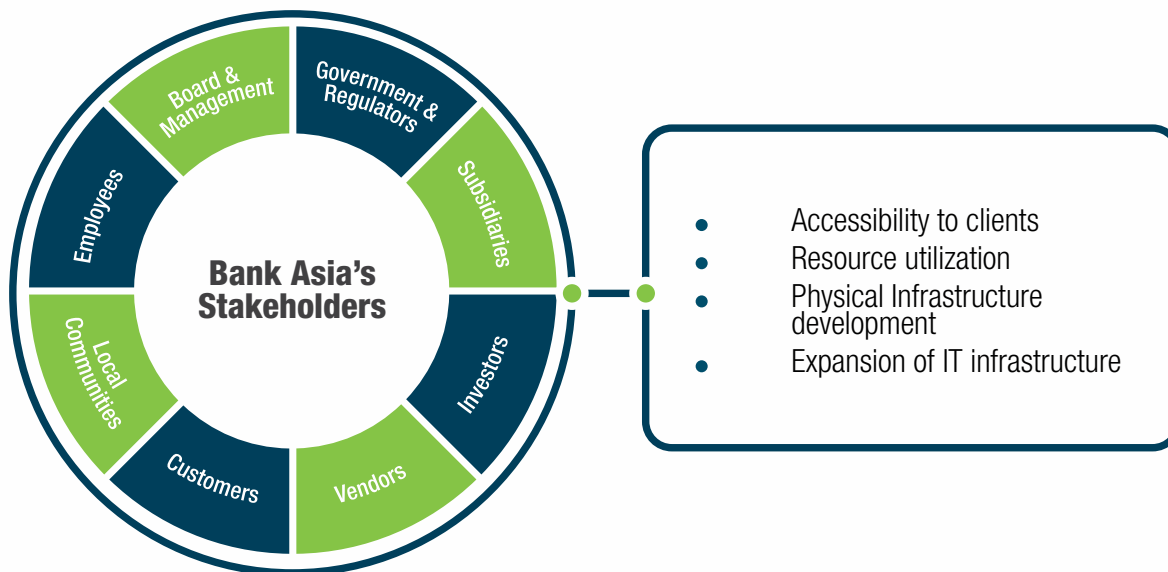 Board &
Management
Government &
Regulators
Employees
Subsidiaries
Bank Asia’s
Stakeholders
Local
Communities
Investors
Customers
Vendors
• Accessibility to clients
• Resource utilization
• Physical Infrastructure
development
• Expansion of IT infrastructure